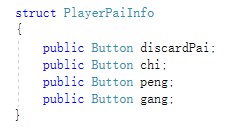 struct PlayerPaiInfo
{
public Button discardPai;
public Button chi;
public Button peng;
public Button gang;
}